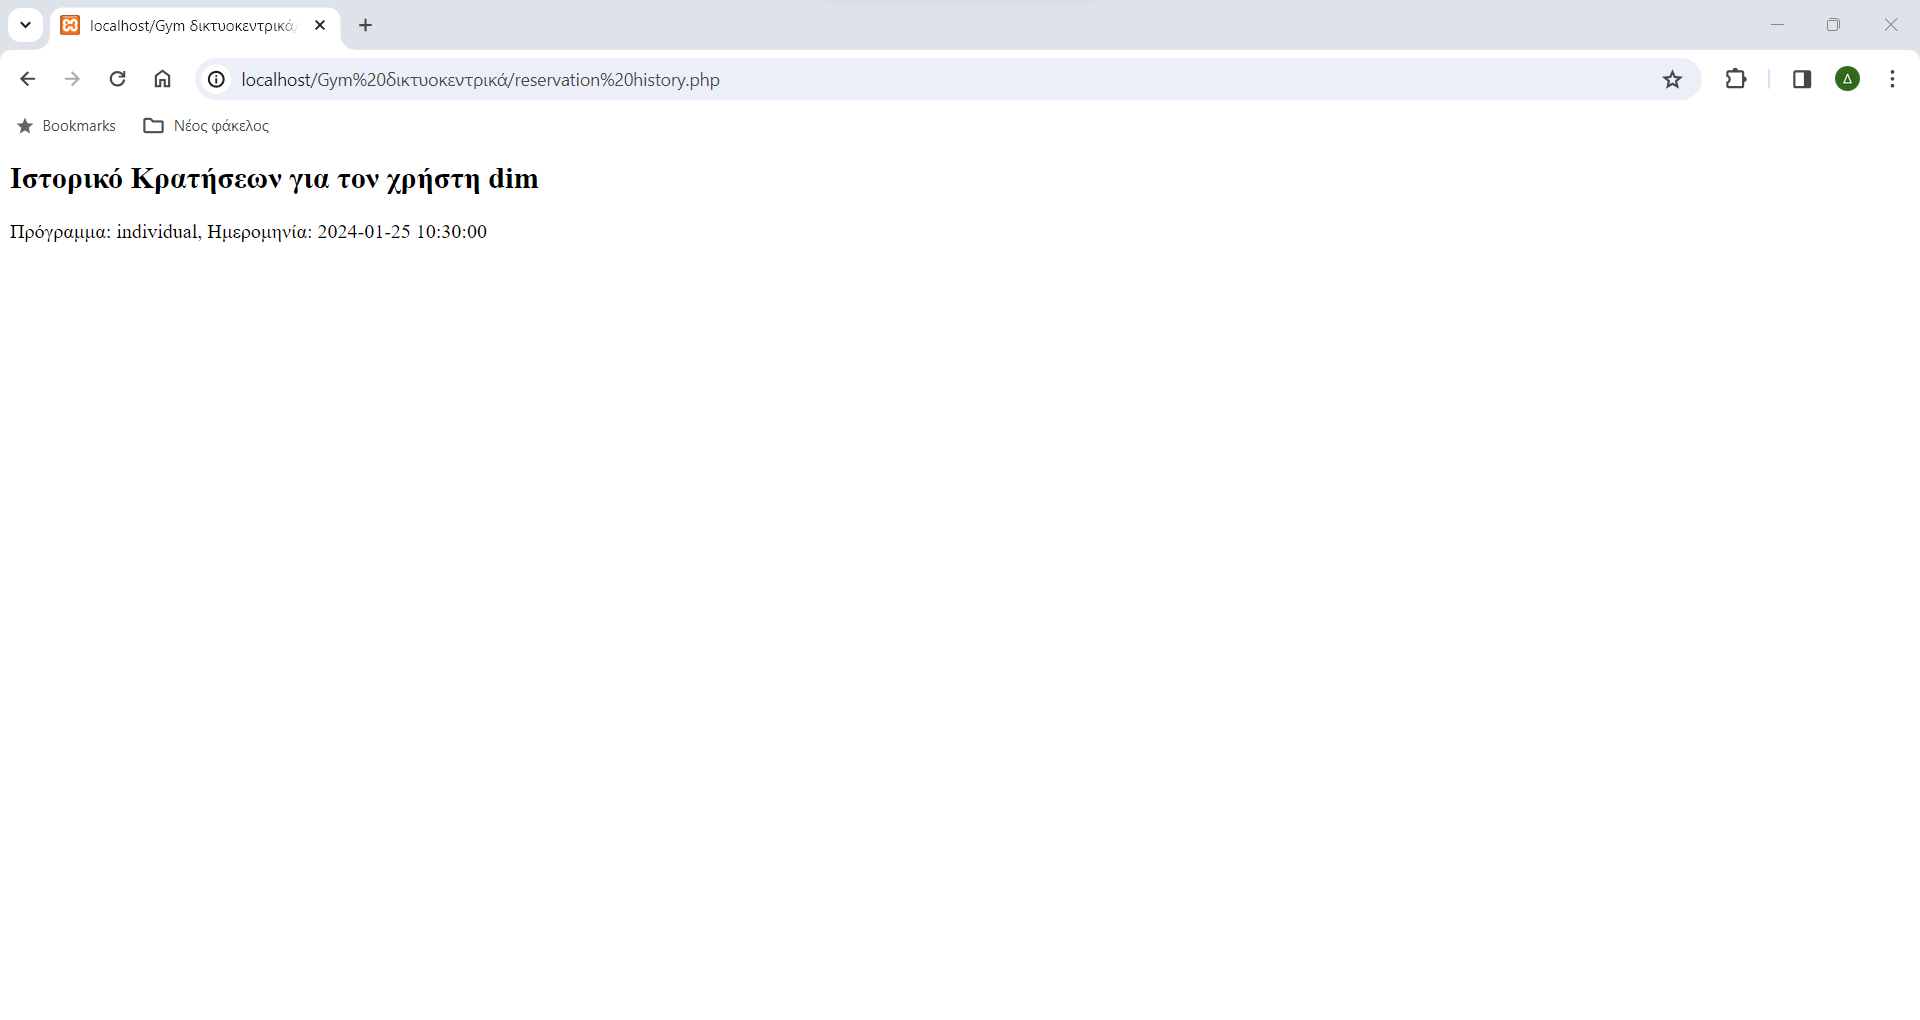 localhost/Gym δικτυοκεντρικά/
localhost/Gym%20δικτυοκεντρικά/reservation%20history.php
Δ
Bookmarks
Νέος φάκελος
Ιστορικό Κρατήσεων για τον χρήστη dim
Πρόγραμμα: individual, Ημερομηνία: 2024-01-25 10:30:00